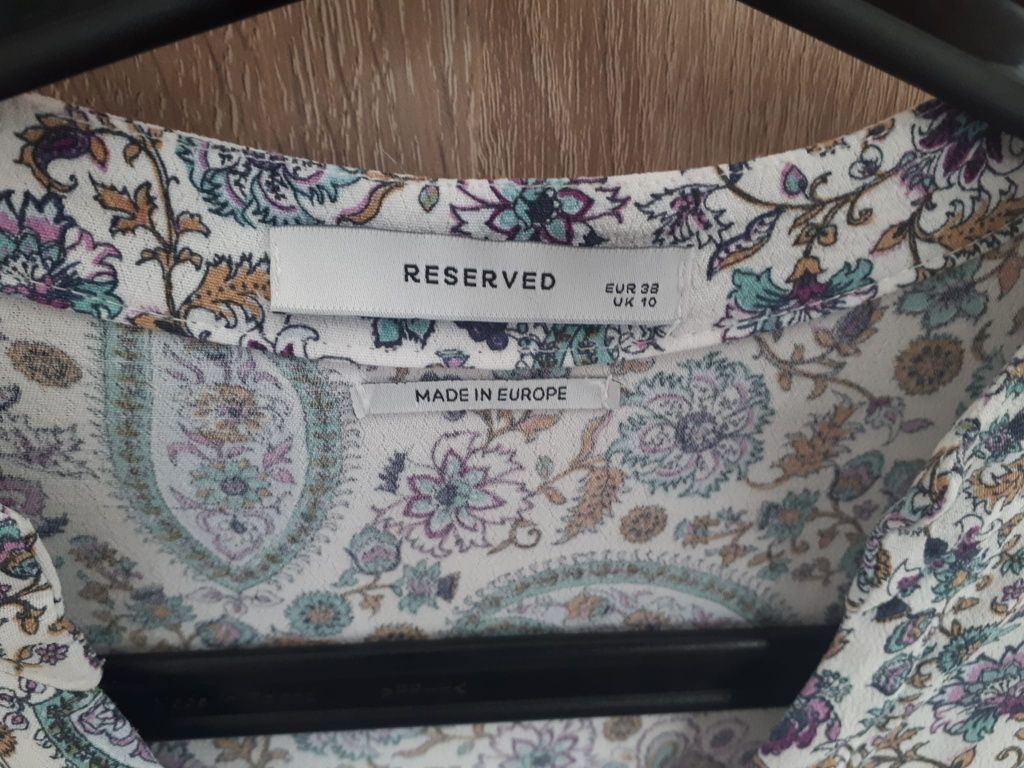 RESERVED
EUR 38
UK 10
MADE IN EUROPE